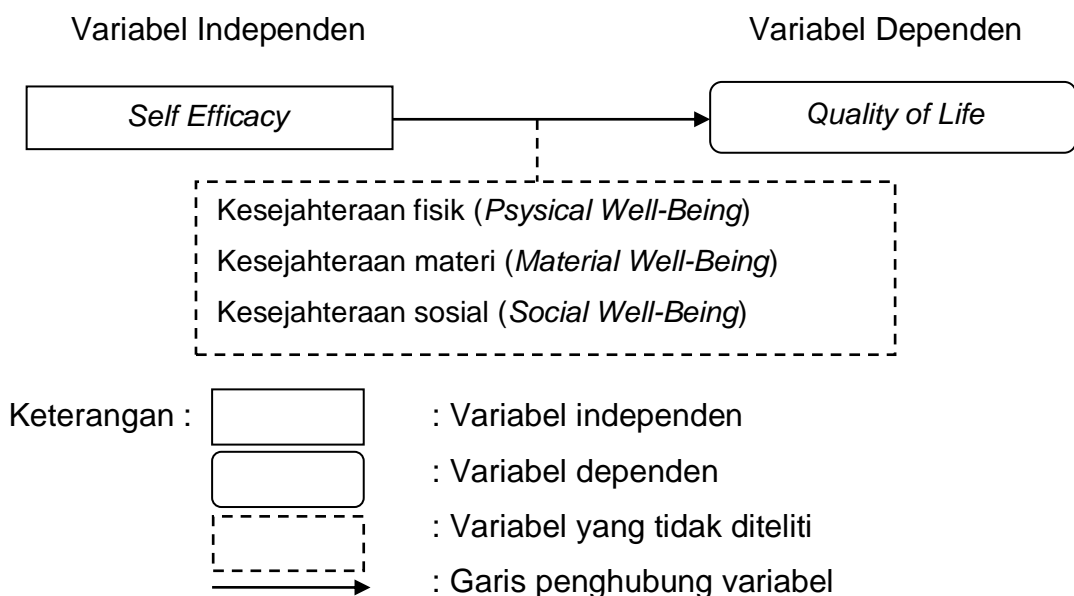 Variabel Independen Variabel Dependen
Self Efficacy Quality of Life
Kesejahteraan fisik (Psysical Well-Being)
Kesejahteraan materi (Material Well-Being)
Kesejahteraan sosial (Social Well-Being)
Keterangan : : Variabel independen
: Variabel dependen
: Variabel yang tidak diteliti
: Garis penghubung variabel